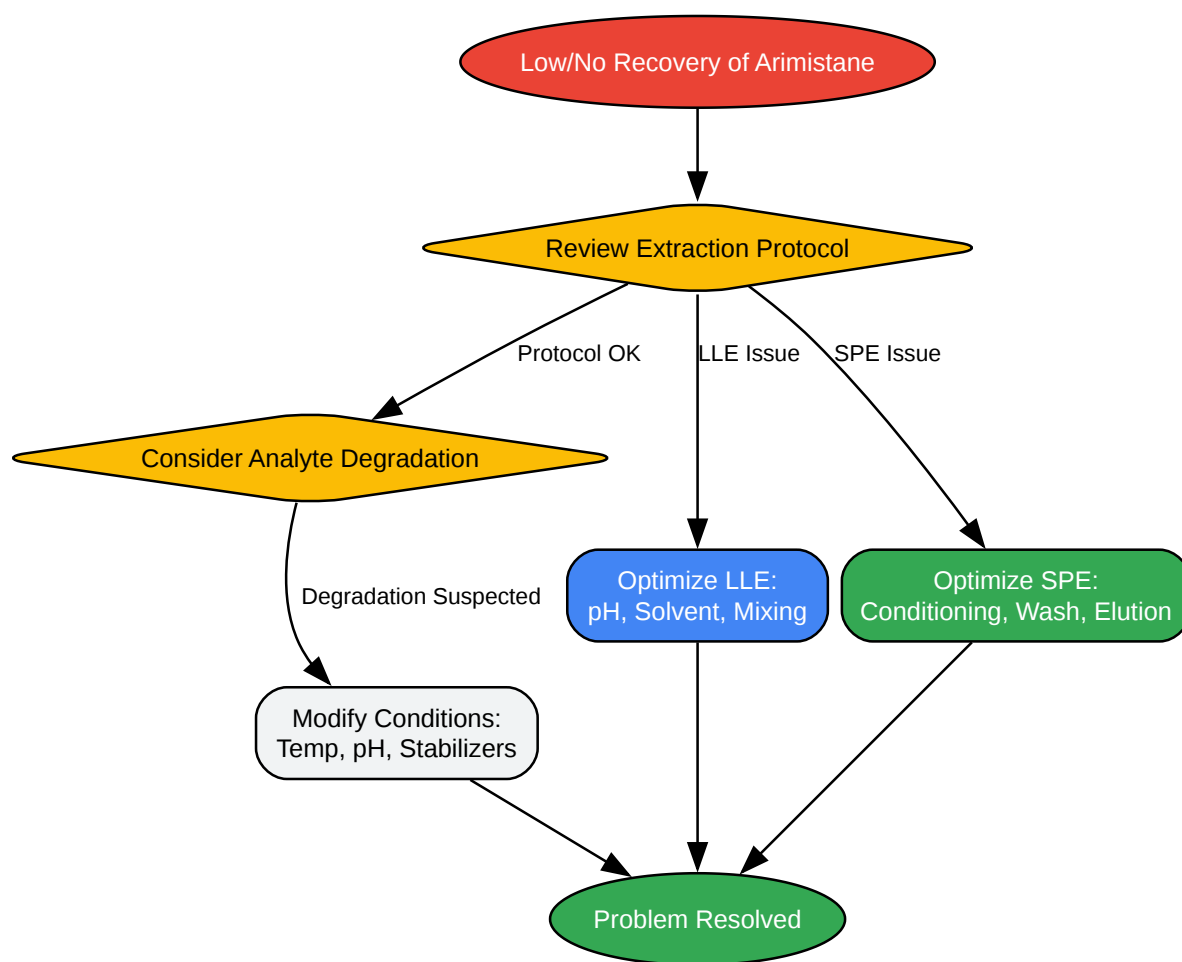 Low/No Recovery of Arimistane
Review Extraction Protocol
Protocol OK
LLE Issue
SPE Issue
Consider Analyte Degradation
Optimize LLE:
pH, Solvent, Mixing
Optimize SPE:
Conditioning, Wash, Elution
Degradation Suspected
Modify Conditions:
Temp, pH, Stabilizers
Problem Resolved